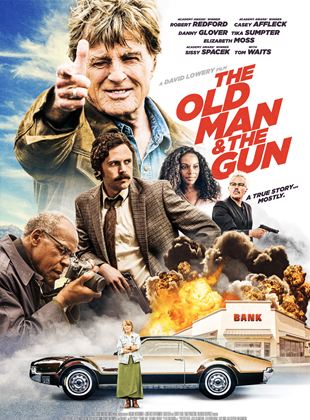 ACADEMY AWARD® WINNER
ROBERT REDFORD
ACADEMY AWARD® WINNER
CASEY AFFLECK
DANNY GLOVER
TIKA SUMPTER
ELIZABETH MOSS
ACADEMY AWARD® WINNER
SISSY SPACEK
WITH
TOM WAITS
A DAVID LOWERY FILM
THE
OLD
MAN
& THE
GUN
A TRUE STORY...
MOSTLY.
BANK